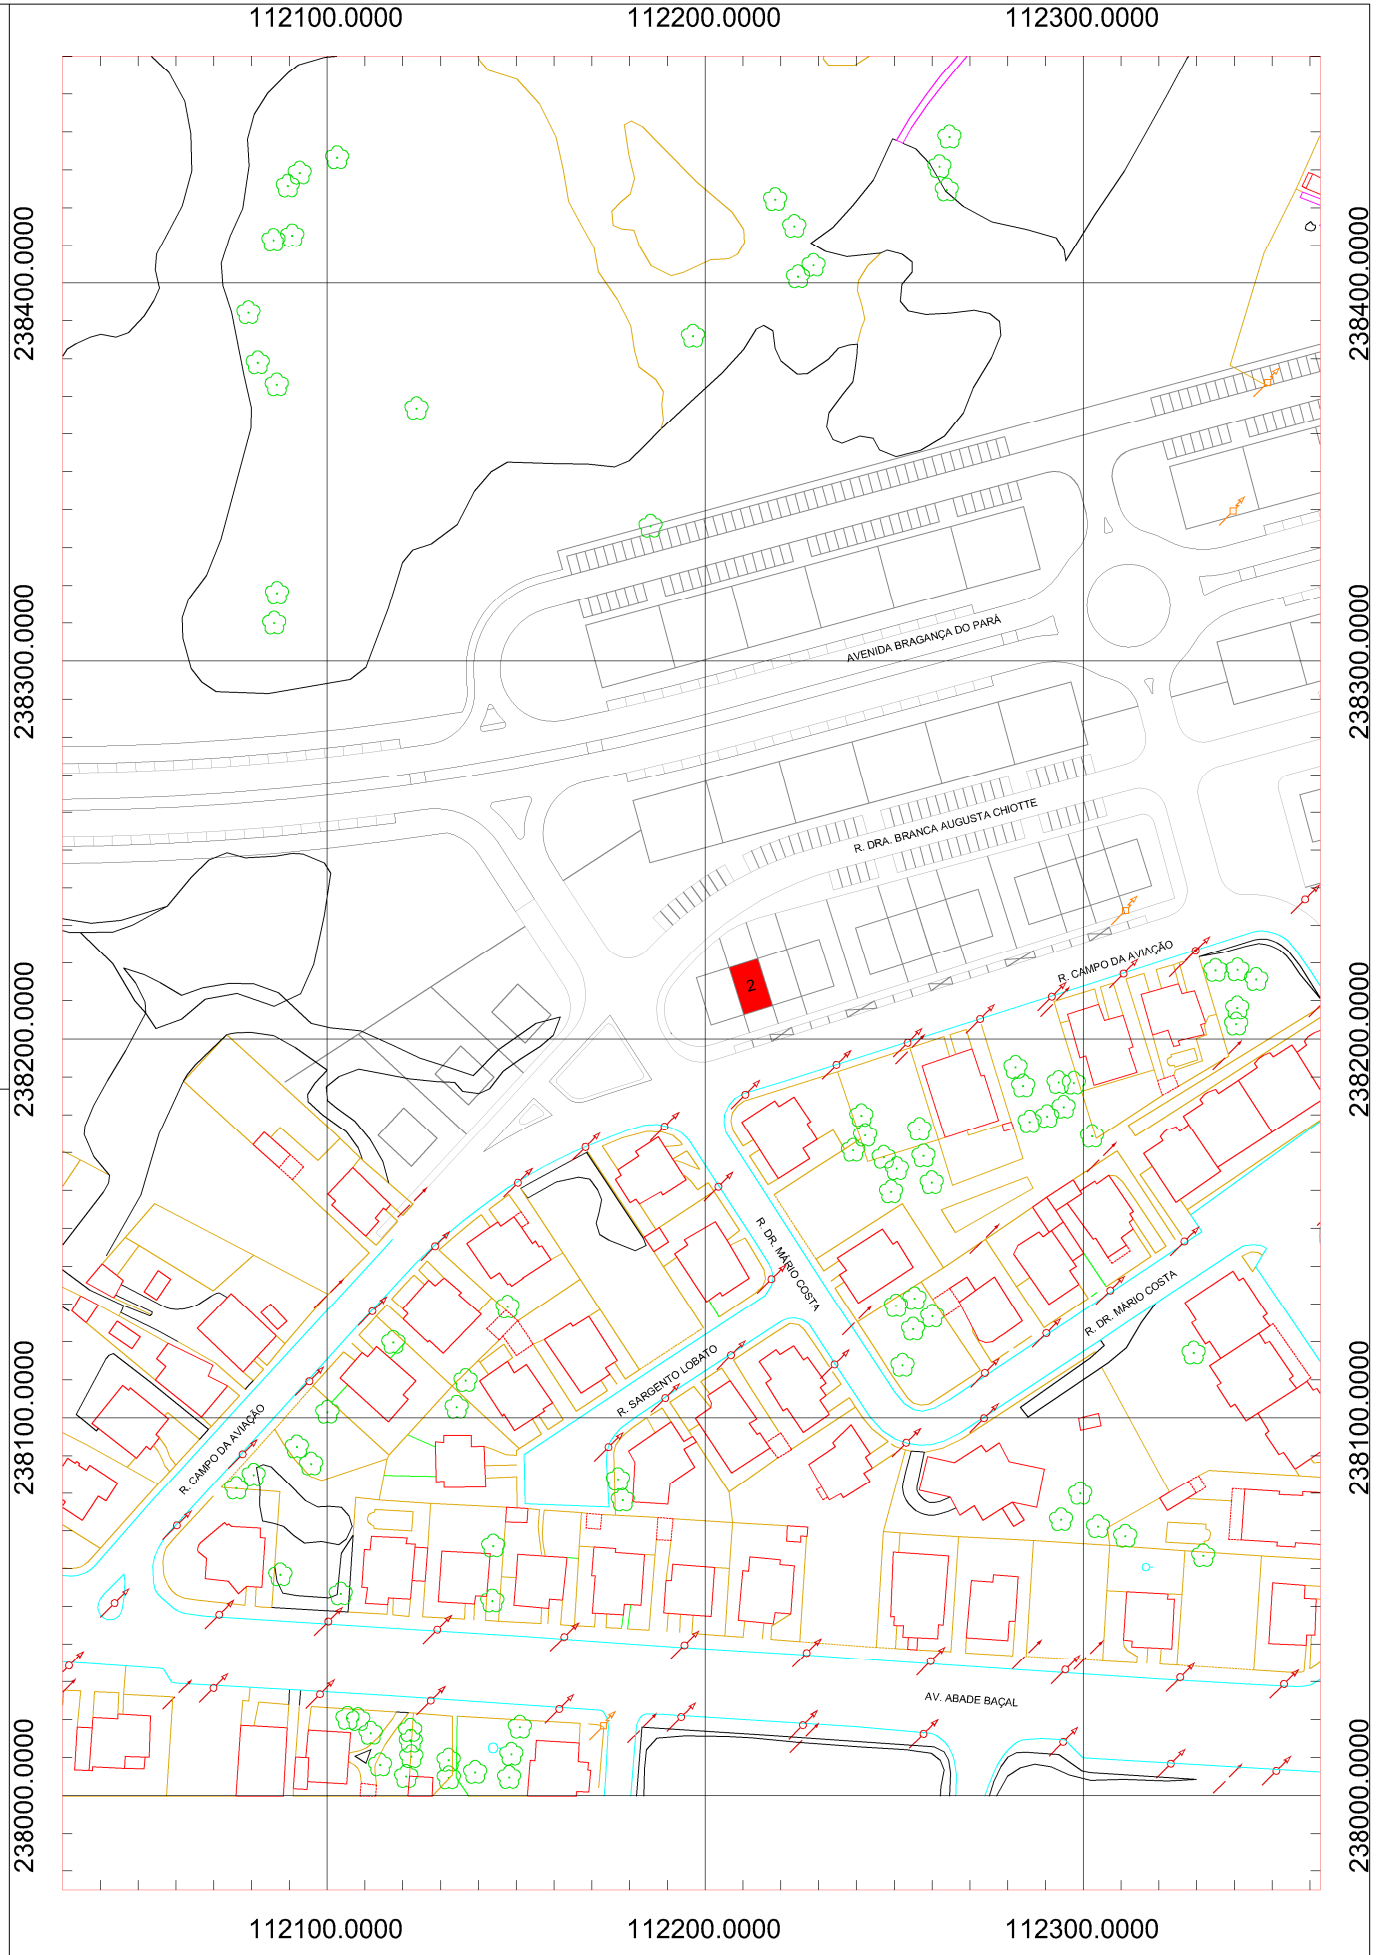 112100.0000 112200.0000 112300.0000
238400.0000 238400.0000
238300.0000 238300.0000
AVENIDA BRAGANÇA DO PARÁ
R. DRA. BRANCA AUGUSTA CHIOTTE
R. CAMPO DA AVIAÇÃO
2
238200.0000 238200.0000
R. DR. MÁRIO COSTA
R. DR. MÁRIO COSTA
R. SARGENTO LOBATO
238100.0000 238100.0000
R. CAMPO DA AVIAÇÃO
AV. ABADE BAÇAL
238000.0000 238000.0000
112100.0000 112200.0000 112300.0000